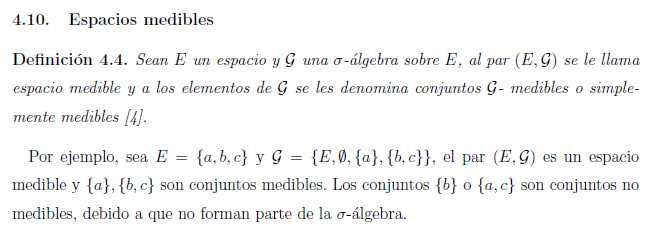 4.10. Espacios medibles
Definición 4.4. Sean E un espacio y 𝒢 una σ-álgebra sobre E, al par (E, 𝒢) se le llama
espacio medible y a los elementos de 𝒢 se les denomina conjuntos 𝒢- medibles o simple-
mente medibles [4].
Por ejemplo, sea E = {a, b, c} y 𝒢 = {E, ∅, {a}, {b, c}}, el par (E, 𝒢) es un espacio
medible y {a}, {b, c} son conjuntos medibles. Los conjuntos {b} o {a, c} son conjuntos no
medibles, debido a que no forman parte de la σ-álgebra.